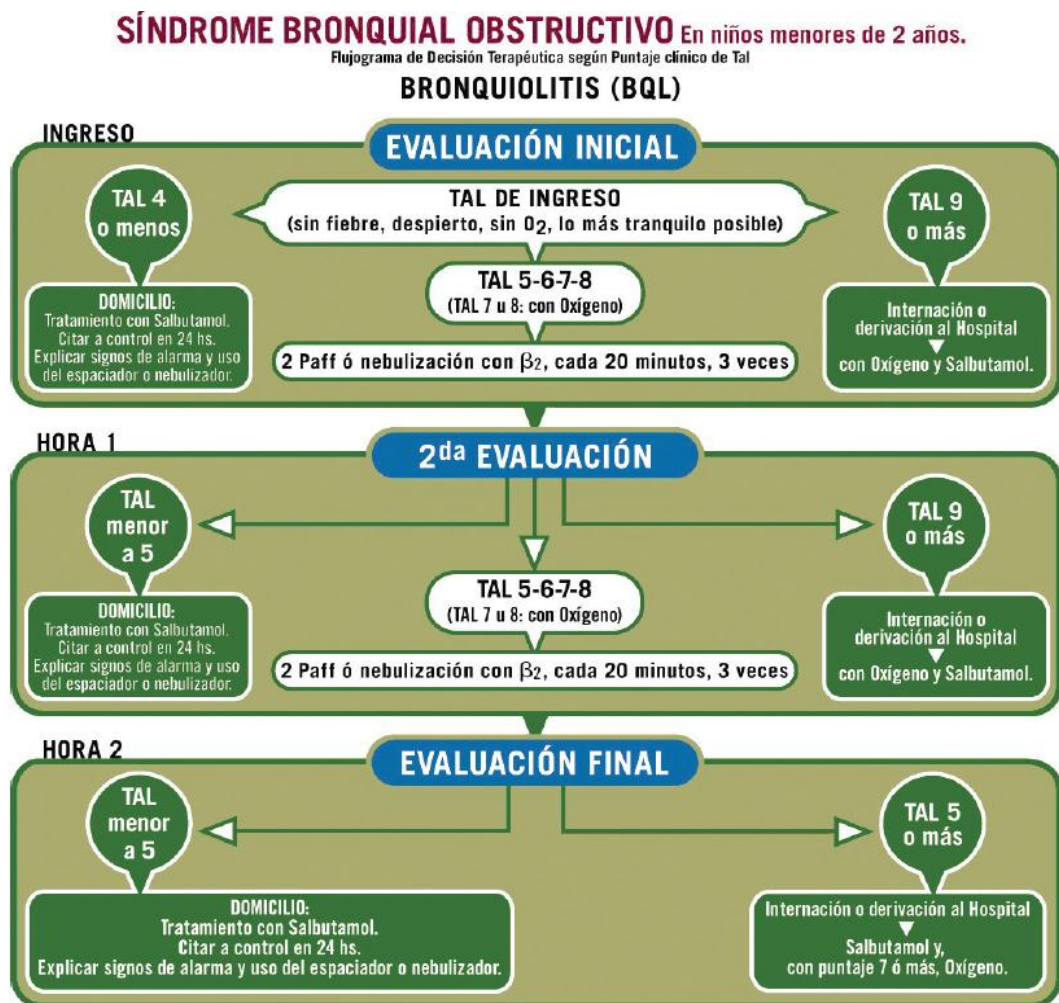 SÍNDROME BRONQUIAL OBSTRUCTIVO En niños menores de 2 años.
Flujograma de Decisión Terapéutica según Puntaje clínico de Tal
BRONQUIOLITIS (BQL)
INGRESO
EVALUACIÓN INICIAL
TAL 4
o menos
DOMICILIO:
Tratamiento con Salbutamol.
Citar a control en 24 hs.
Explicar signos de alarma y uso
del espaciador o nebulizador.
TAL DE INGRESO
(sin fiebre, despierto, sin O2, lo más tranquilo posible)
TAL 5-6-7-8
(TAL 7 u 8: con Oxígeno)
2 Paff ó nebulización con β2, cada 20 minutos, 3 veces
TAL 9
o más
Internación o
derivación al Hospital
con Oxígeno y Salbutamol.
HORA 1
2da EVALUACIÓN
TAL
menor
a 5
DOMICILIO:
Tratamiento con Salbutamol.
Citar a control en 24 hs.
Explicar signos de alarma y uso
del espaciador o nebulizador.
TAL 5-6-7-8
(TAL 7 u 8: con Oxígeno)
2 Paff ó nebulización con β2, cada 20 minutos, 3 veces
TAL 9
o más
Internación o
derivación al Hospital
con Oxígeno y Salbutamol.
HORA 2
EVALUACIÓN FINAL
TAL
menor
a 5
DOMICILIO:
Tratamiento con Salbutamol.
Citar a control en 24 hs.
Explicar signos de alarma y uso del espaciador o nebulizador.
TAL 5
o más
Internación o derivación al Hospital
Salbutamol y,
con puntaje 7 ó más, Oxígeno.